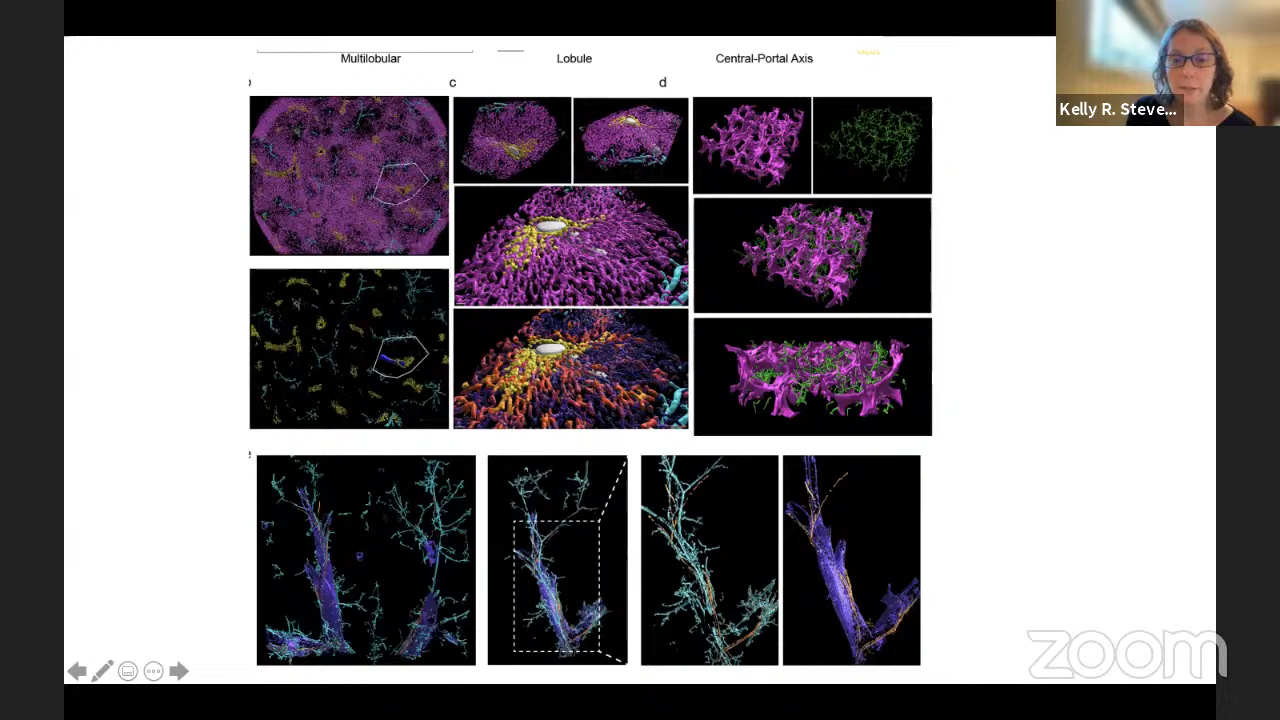 Multilobular
Lobule
Central-Portal Axis
c
d
e
Kelly R. Steve...
zoom